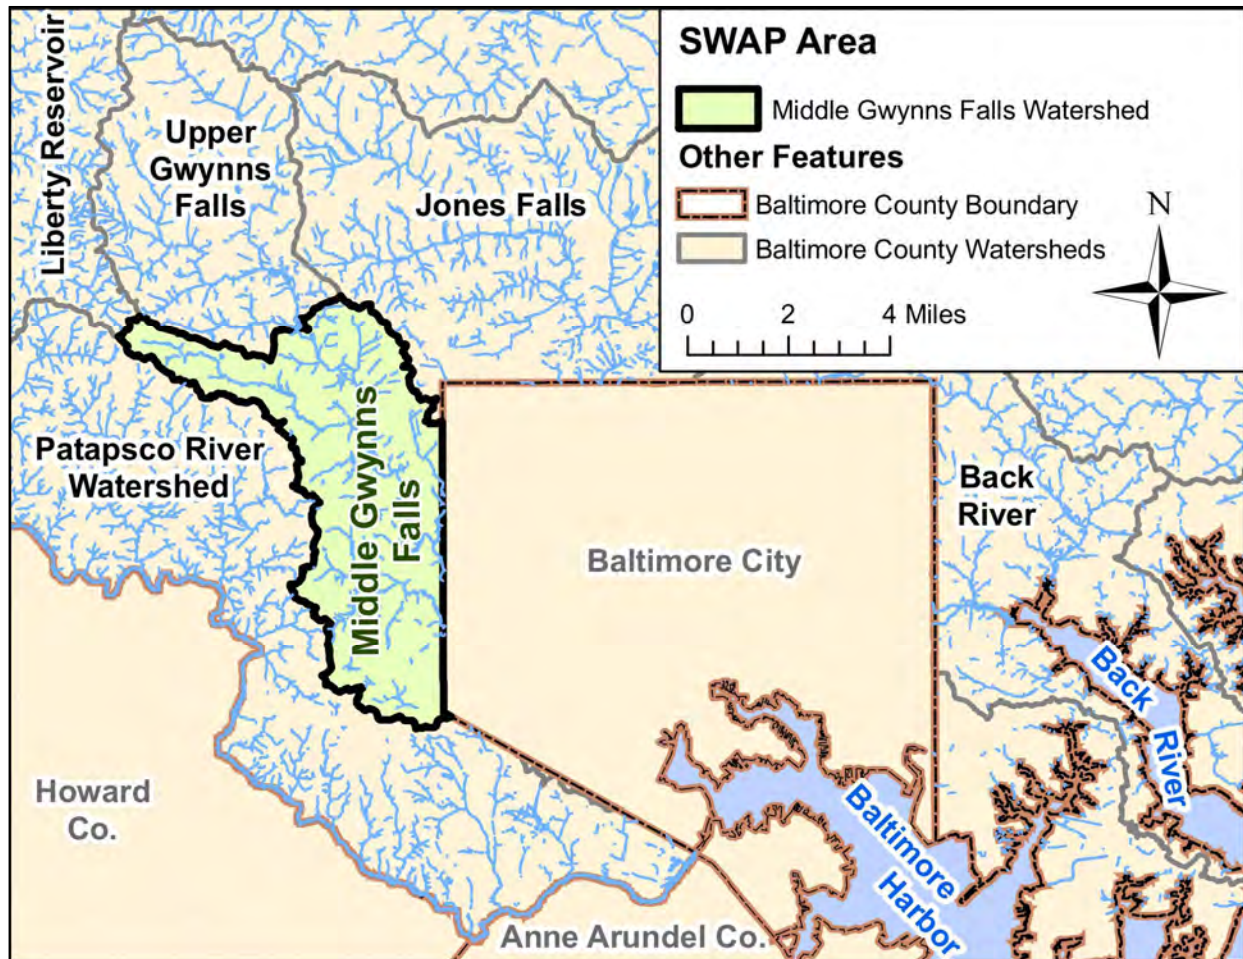 SWAP Area
Middle Gwynns Falls Watershed
Other Features
Baltimore County Boundary
Baltimore County Watersheds
N
0 2 4 Miles
Liberty Reservoir
Upper
Gwynns
Falls
Jones Falls
Patapsco River
Watershed
Middle Gwynns
Falls
Back
River
Baltimore City
Back
River
Howard
Co.
Baltimore
Harbor
Anne Arundel Co.